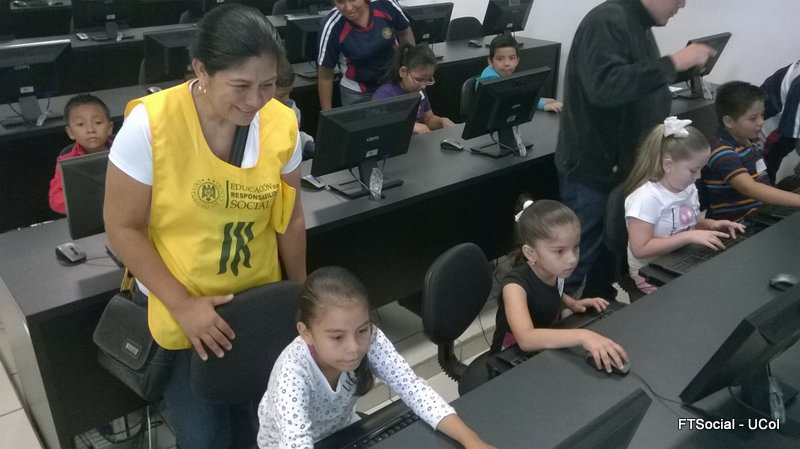 EDUCACIÓN CON
RESPONSABILIDAD
SOCIAL
FTSocial - UCol